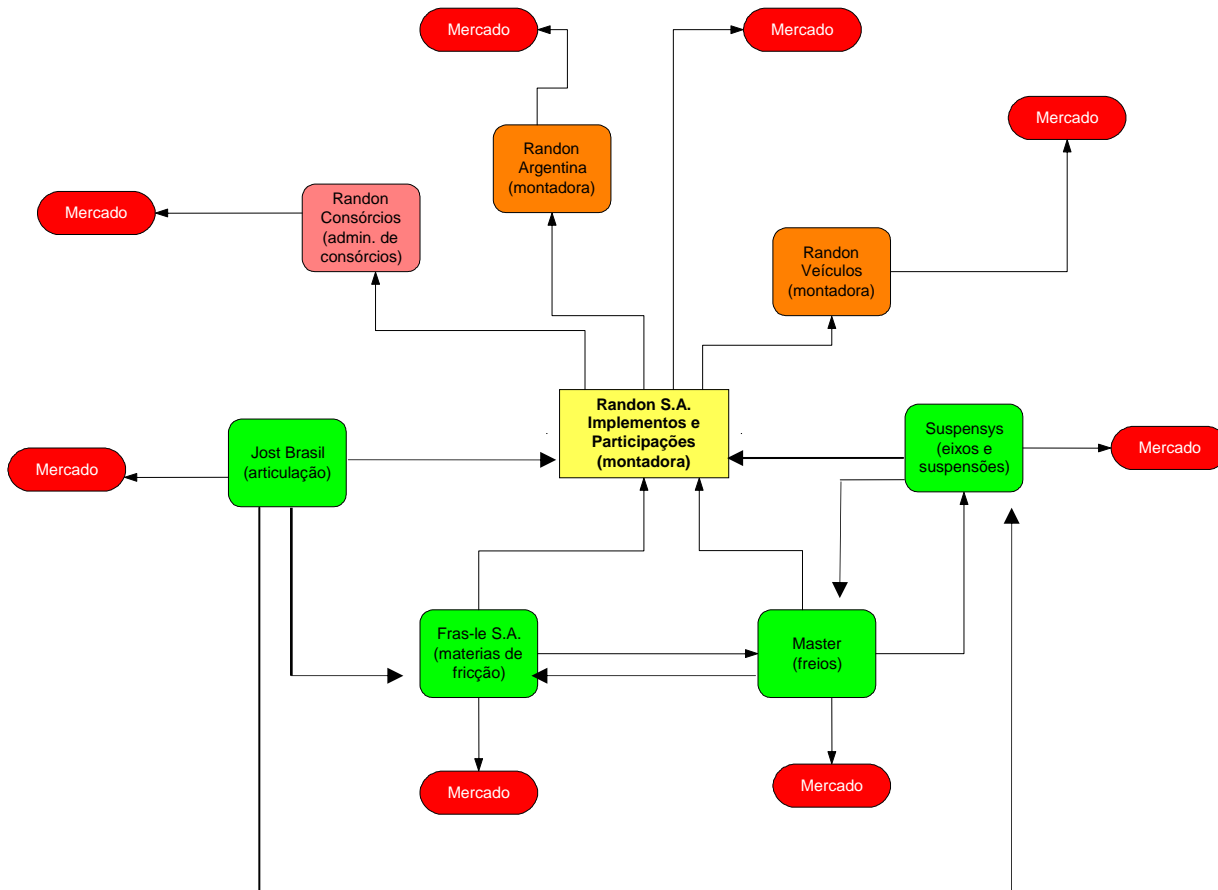 Mercado
Mercado
Mercado
Randon
Argentina
(montadora)
Mercado
Randon
Consórcios
(admin. de
consórcios)
Randon
Veículos
(montadora)
Randon S.A.
Implementos e
Participações
(montadora)
Mercado
Jost Brasil
(articulação)
Suspensys
(eixos e
suspensões)
Mercado
Fras-le S.A.
(materias de
fricção)
Master
(freios)
Mercado
Mercado